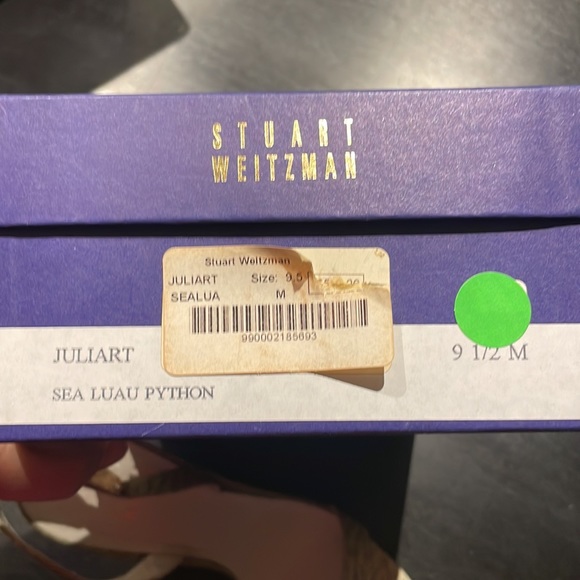 STUART
WEITZMAN
Stuart Weitzman
JULIART Size: 9.5
SEALUA M
990002185693
JULIART 9 1/2 M
SEA LUAU PYTHON